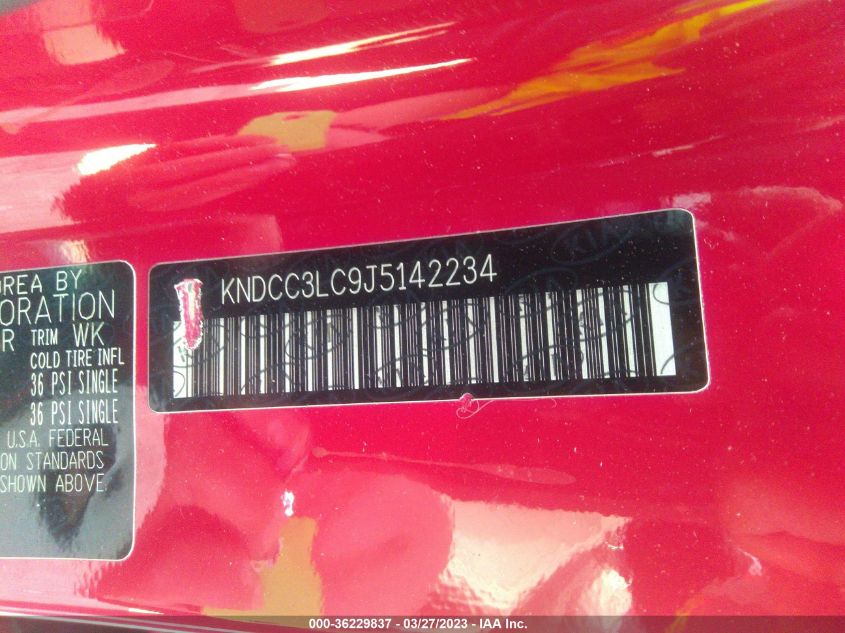 KNDCC3LC9J5142234
OREA BY
ORATION
R TRIM WK
COLD TIRE INFL
36 PSI SINGLE
36 PSI SINGLE
U.S.A. FEDERAL
ON STANDARDS
SHOWN ABOVE.
000-36229837 - 03/27/2023 - IAA Inc.